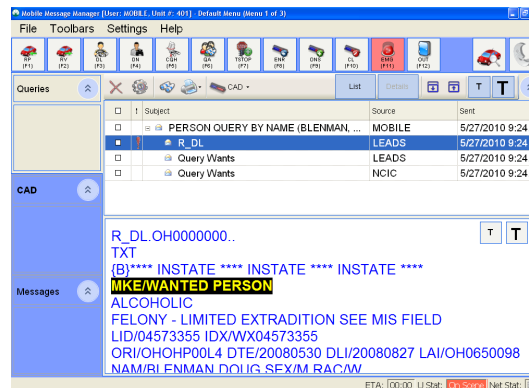 Mobile Message Manager [User: MOBILE, Unit #: 401] - Default Menu (Menu 1 of 3)
File Toolbars Settings Help
RP (F1) RV (F2) DL (F3) DN (F4) CQH (F5) QA (F6) TSTOP (F7) ENR (F8) ONS (F9) CL (F10) EMG (F11) OUT (F12)
Queries CAD List Details T T
! Subject Source Sent
PERSON QUERY BY NAME (BLENMAN, ... MOBILE 5/27/2010 9:24
R_DL LEADS 5/27/2010 9:24
Query Wants LEADS 5/27/2010 9:24
Query Wants NCIC 5/27/2010 9:24
CAD
Messages
T T
R_DL.OH0000000..
TXT
{B}**** INSTATE **** INSTATE **** INSTATE ****
MKE/WANTED PERSON
ALCOHOLIC
FELONY - LIMITED EXTRADITION SEE MIS FIELD
LID/04573355 IDX/WX04573355
ORI/OHOHP00L4 DTE/20080530 DLI/20080827 LAI/OH0650098
NAM/BLENMAN DOUG SEX/M RAC/W
ETA: 00:00 U Stat: On Scene Net Stat: